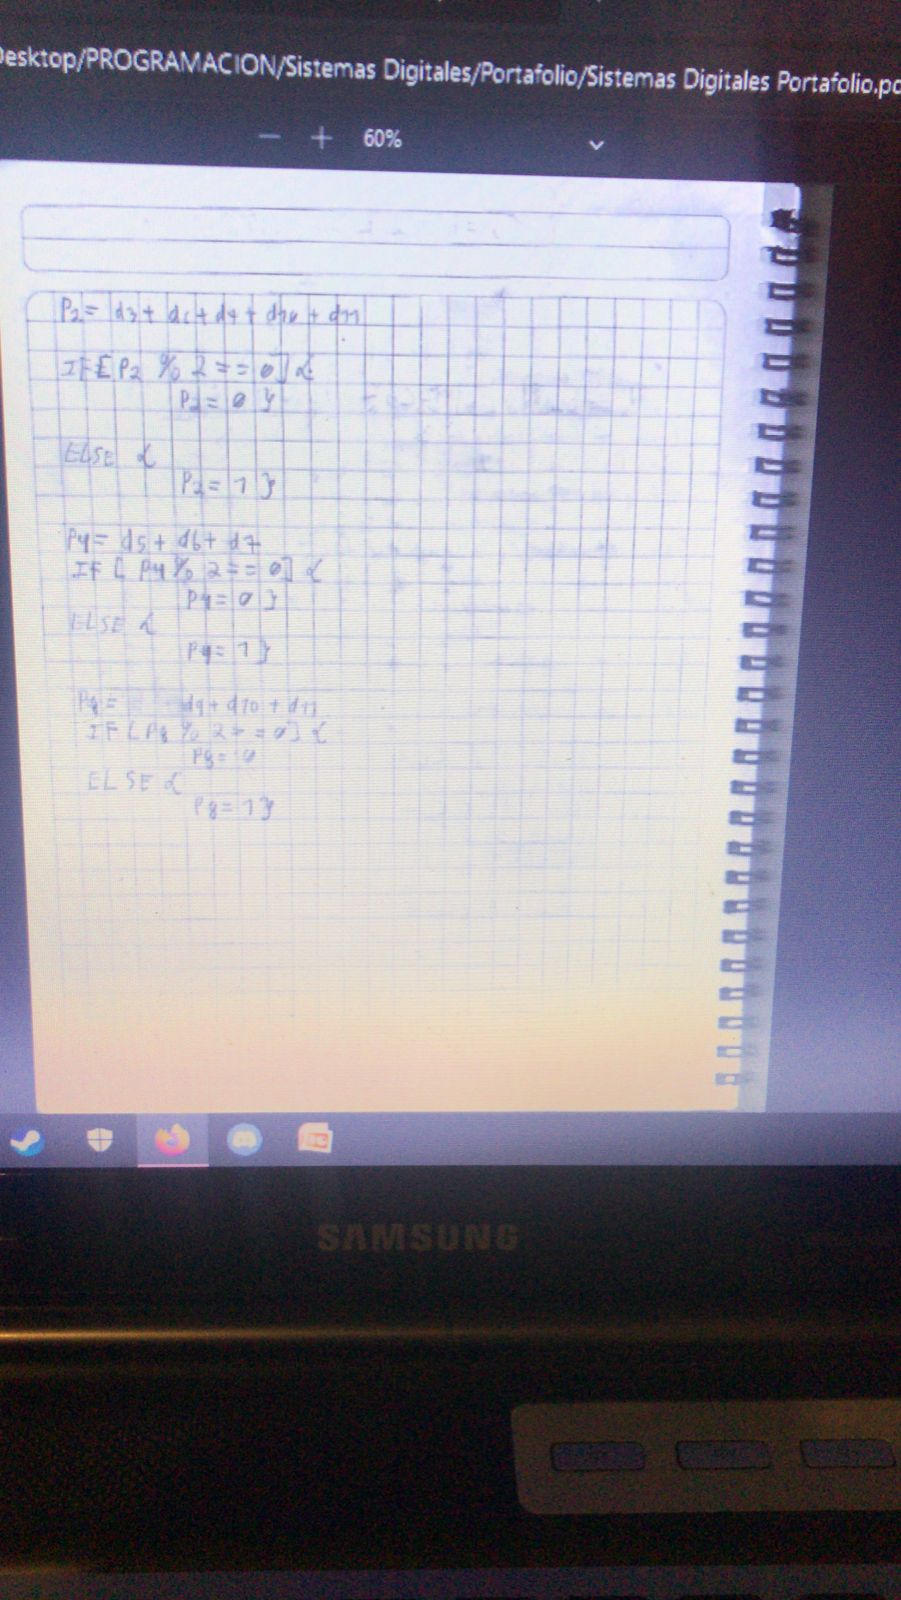 Desktop/PROGRAMACION/Sistemas Digitales/Portafolio/Sistemas Digitales Portafolio.pd
− + 60%
P2= d3+ d6+ d7+ d10 + d11
IF[P2 % 2 == 0] {
P2= 0 }
ELSE {
P2= 1 }
P4= d5+ d6+ d7
IF [ P4 % 2 == 0] {
P4= 0 }
ELSE {
P4= 1 }
P8= d9+ d10 + d11
IF [P8 % 2 == 0] {
P8= 0
ELSE {
P8= 1 }
SAMSUNG